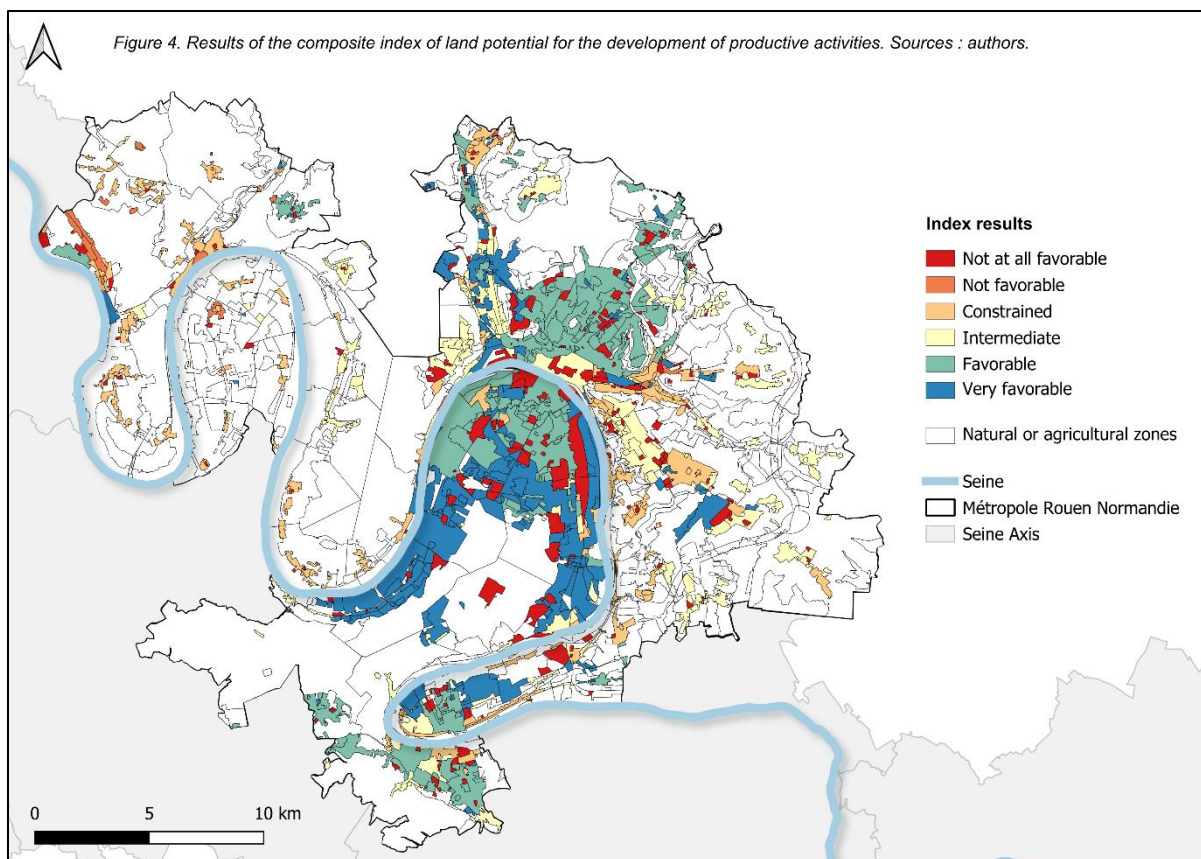 Figure 4. Results of the composite index of land potential for the development of productive activities. Sources : authors.
Index results
Not at all favorable
Not favorable
Constrained
Intermediate
Favorable
Very favorable
Natural or agricultural zones
Seine
Métropole Rouen Normandie
Seine Axis
0 5 10 km